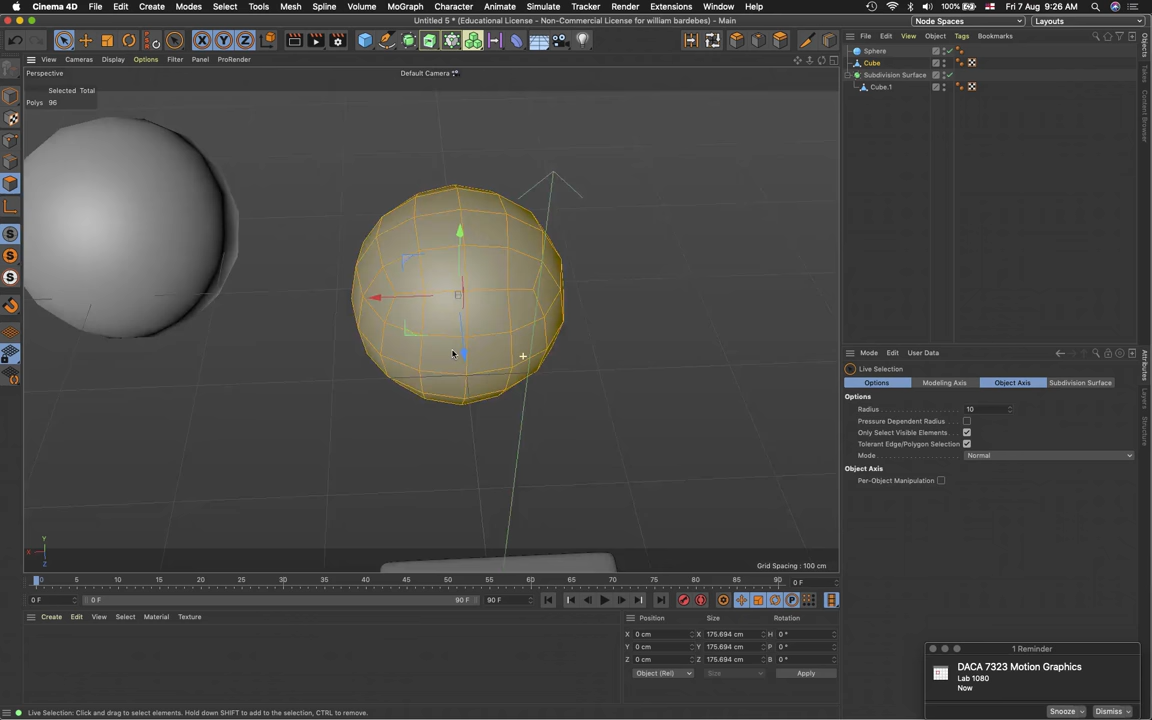 Cinema 4D File Edit Create Modes Select Tools Mesh Spline Volume MoGraph Character Animate Simulate Tracker Render Extensions Window Help 100% Fri 7 Aug 9:26 AM
Untitled 5 * (Educational License - Non-Commercial License for william bardebes) - Main
Node Spaces Layouts
X Y Z
View Cameras Display Options Filter Panel ProRender
File Edit View Object Tags Bookmarks
Perspective
Default Camera
Selected Total
Polys 96
Sphere
Cube
Subdivision Surface
Cube.1
Objects
Takes
Content Browser
Mode Edit User Data
Live Selection
Options Modeling Axis Object Axis Subdivision Surface
Options
Radius 10
Pressure Dependent Radius
Only Select Visible Elements
Tolerant Edge/Polygon Selection
Mode Normal
Object Axis
Per-Object Manipulation
Attributes
Layers
Structure
Y
X
Z
Grid Spacing : 100 cm
0 5 10 15 20 25 30 35 40 45 50 55 60 65 70 75 80 85 90 0 F
0 F 0 F 90 F 90 F
Create Edit View Select Material Texture
Position Size Rotation
X 0 cm X 175.694 cm H 0 °
Y 0 cm Y 175.694 cm P 0 °
Z 0 cm Z 175.694 cm B 0 °
Object (Rel) Size Apply
1 Reminder
DACA 7323 Motion Graphics
Lab 1080
Now
Snooze Dismiss
Live Selection: Click and drag to select elements. Hold down SHIFT to add to the selection, CTRL to remove.